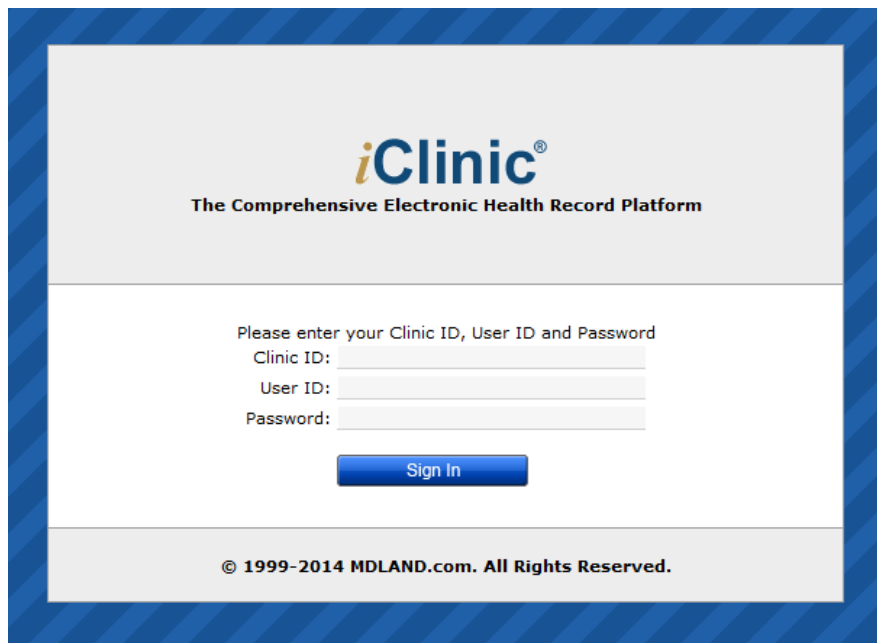 iClinic®
The Comprehensive Electronic Health Record Platform
Please enter your Clinic ID, User ID and Password
Clinic ID:
User ID:
Password:
Sign In
© 1999-2014 MDLAND.com. All Rights Reserved.